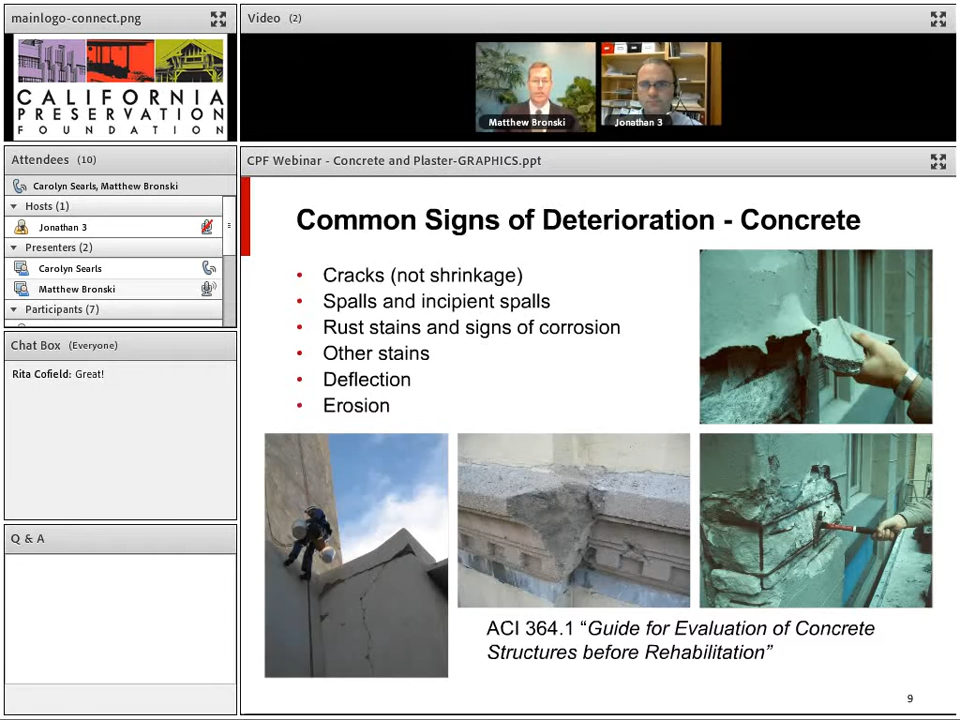 mainlogo-connect.png
CALIFORNIA
PRESERVATION
FOUNDATION
Video (2)
Matthew Bronski
Jonathan 3
Attendees (10)
Carolyn Searls, Matthew Bronski
Hosts (1)
Jonathan 3
Presenters (2)
Carolyn Searls
Matthew Bronski
Participants (7)
Chat Box (Everyone)
Rita Cofield: Great!
Q & A
CPF Webinar - Concrete and Plaster-GRAPHICS.ppt
Common Signs of Deterioration - Concrete
• Cracks (not shrinkage)
• Spalls and incipient spalls
• Rust stains and signs of corrosion
• Other stains
• Deflection
• Erosion
ACI 364.1 “Guide for Evaluation of Concrete
Structures before Rehabilitation”
9